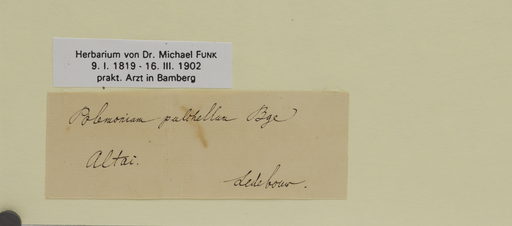 Herbarium von Dr. Michael FUNK
9. I. 1819 - 16. III. 1902
prakt. Arzt in Bamberg
Polemonium pulchellum Bge
Altai.
Ledebour.